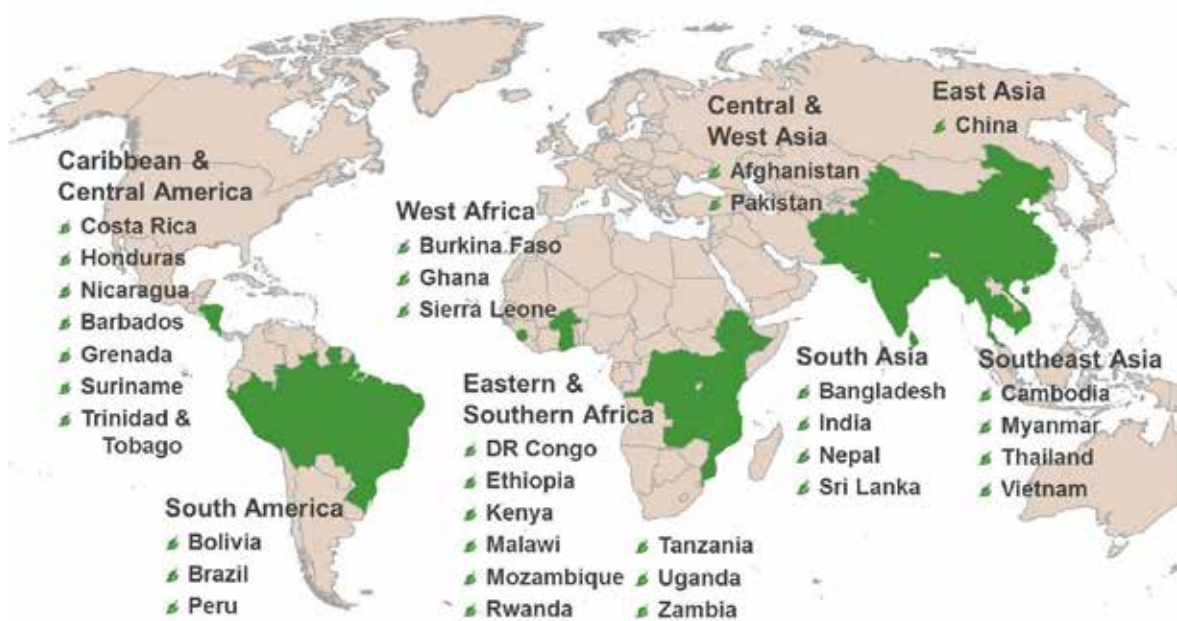 Caribbean &
Central America
Costa Rica
Honduras
Nicaragua
Barbados
Grenada
Suriname
Trinidad &
Tobago
South America
Bolivia
Brazil
Peru
West Africa
Burkina Faso
Ghana
Sierra Leone
Eastern &
Southern Africa
DR Congo
Ethiopia
Kenya
Malawi
Mozambique
Rwanda
Tanzania
Uganda
Zambia
Central &
West Asia
Afghanistan
Pakistan
East Asia
China
South Asia
Bangladesh
India
Nepal
Sri Lanka
Southeast Asia
Cambodia
Myanmar
Thailand
Vietnam